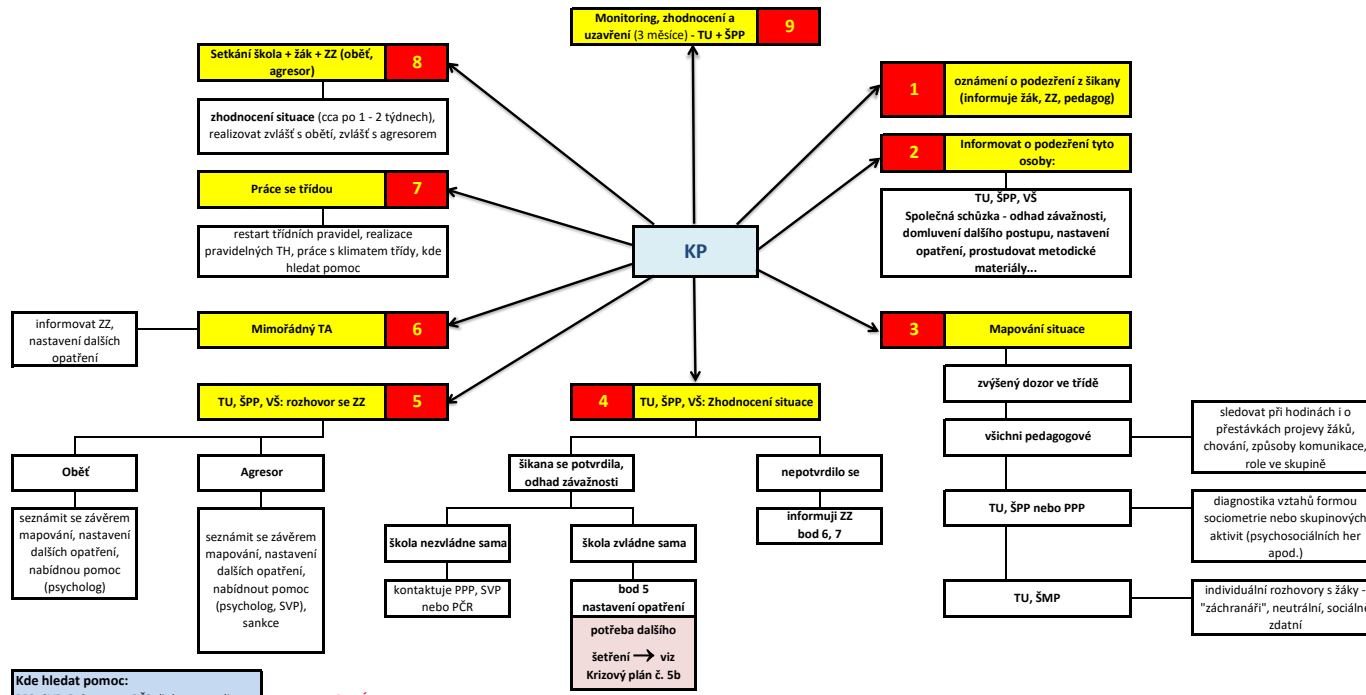 Monitoring, zhodnocení a
uzavření (3 měsíce) - TU + ŠPP
9
Setkání škola + žák + ZZ (oběť,
agresor)
8
zhodnocení situace (cca po 1 - 2 týdnech),
realizovat zvlášť s obětí, zvlášť s agresorem
1
oznámení o podezření z šikany
(informuje žák, ZZ, pedagog)
2
Informovat o podezření tyto
osoby:
TU, ŠPP, VŠ
Společná schůzka - odhad závažnosti,
domluvení dalšího postupu, nastavení
opatření, prostudovat metodické
materiály...
Práce se třídou
7
restart třídních pravidel, realizace
pravidelných TH, práce s klimatem třídy, kde
hledat pomoc
KP
informovat ZZ,
nastavení dalších
opatření
Mimořádný TA
6
3
Mapování situace
zvýšený dozor ve třídě
všichni pedagogové
sledovat při hodinách i o
přestávkách projevy žáků,
chování, způsoby komunikace,
role ve skupině
TU, ŠPP nebo PPP
diagnostika vztahů formou
sociometrie nebo skupinových
aktivit (psychosociálních her
apod.)
TU, ŠMP
individuální rozhovory s žáky -
"záchranáři", neutrální, sociálně
zdatní
TU, ŠPP, VŠ: rozhovor se ZZ
5
Oběť
seznámit se závěrem
mapování, nastavení
dalších opatření,
nabídnou pomoc
(psycholog)
Agresor
seznámit se závěrem
mapování, nastavení
dalších opatření,
nabídnout pomoc
(psycholog, SVP),
sankce
4
TU, ŠPP, VŠ: Zhodnocení situace
šikana se potvrdila,
odhad závažnosti
nepotvrdilo se
informuji ZZ
bod 6, 7
škola nezvládne sama
kontaktuje PPP, SVP
nebo PČR
škola zvládne sama
bod 5
nastavení opatření
potřeba dalšího
šetření → viz
Krizový plán č. 5b
Kde hledat pomoc: